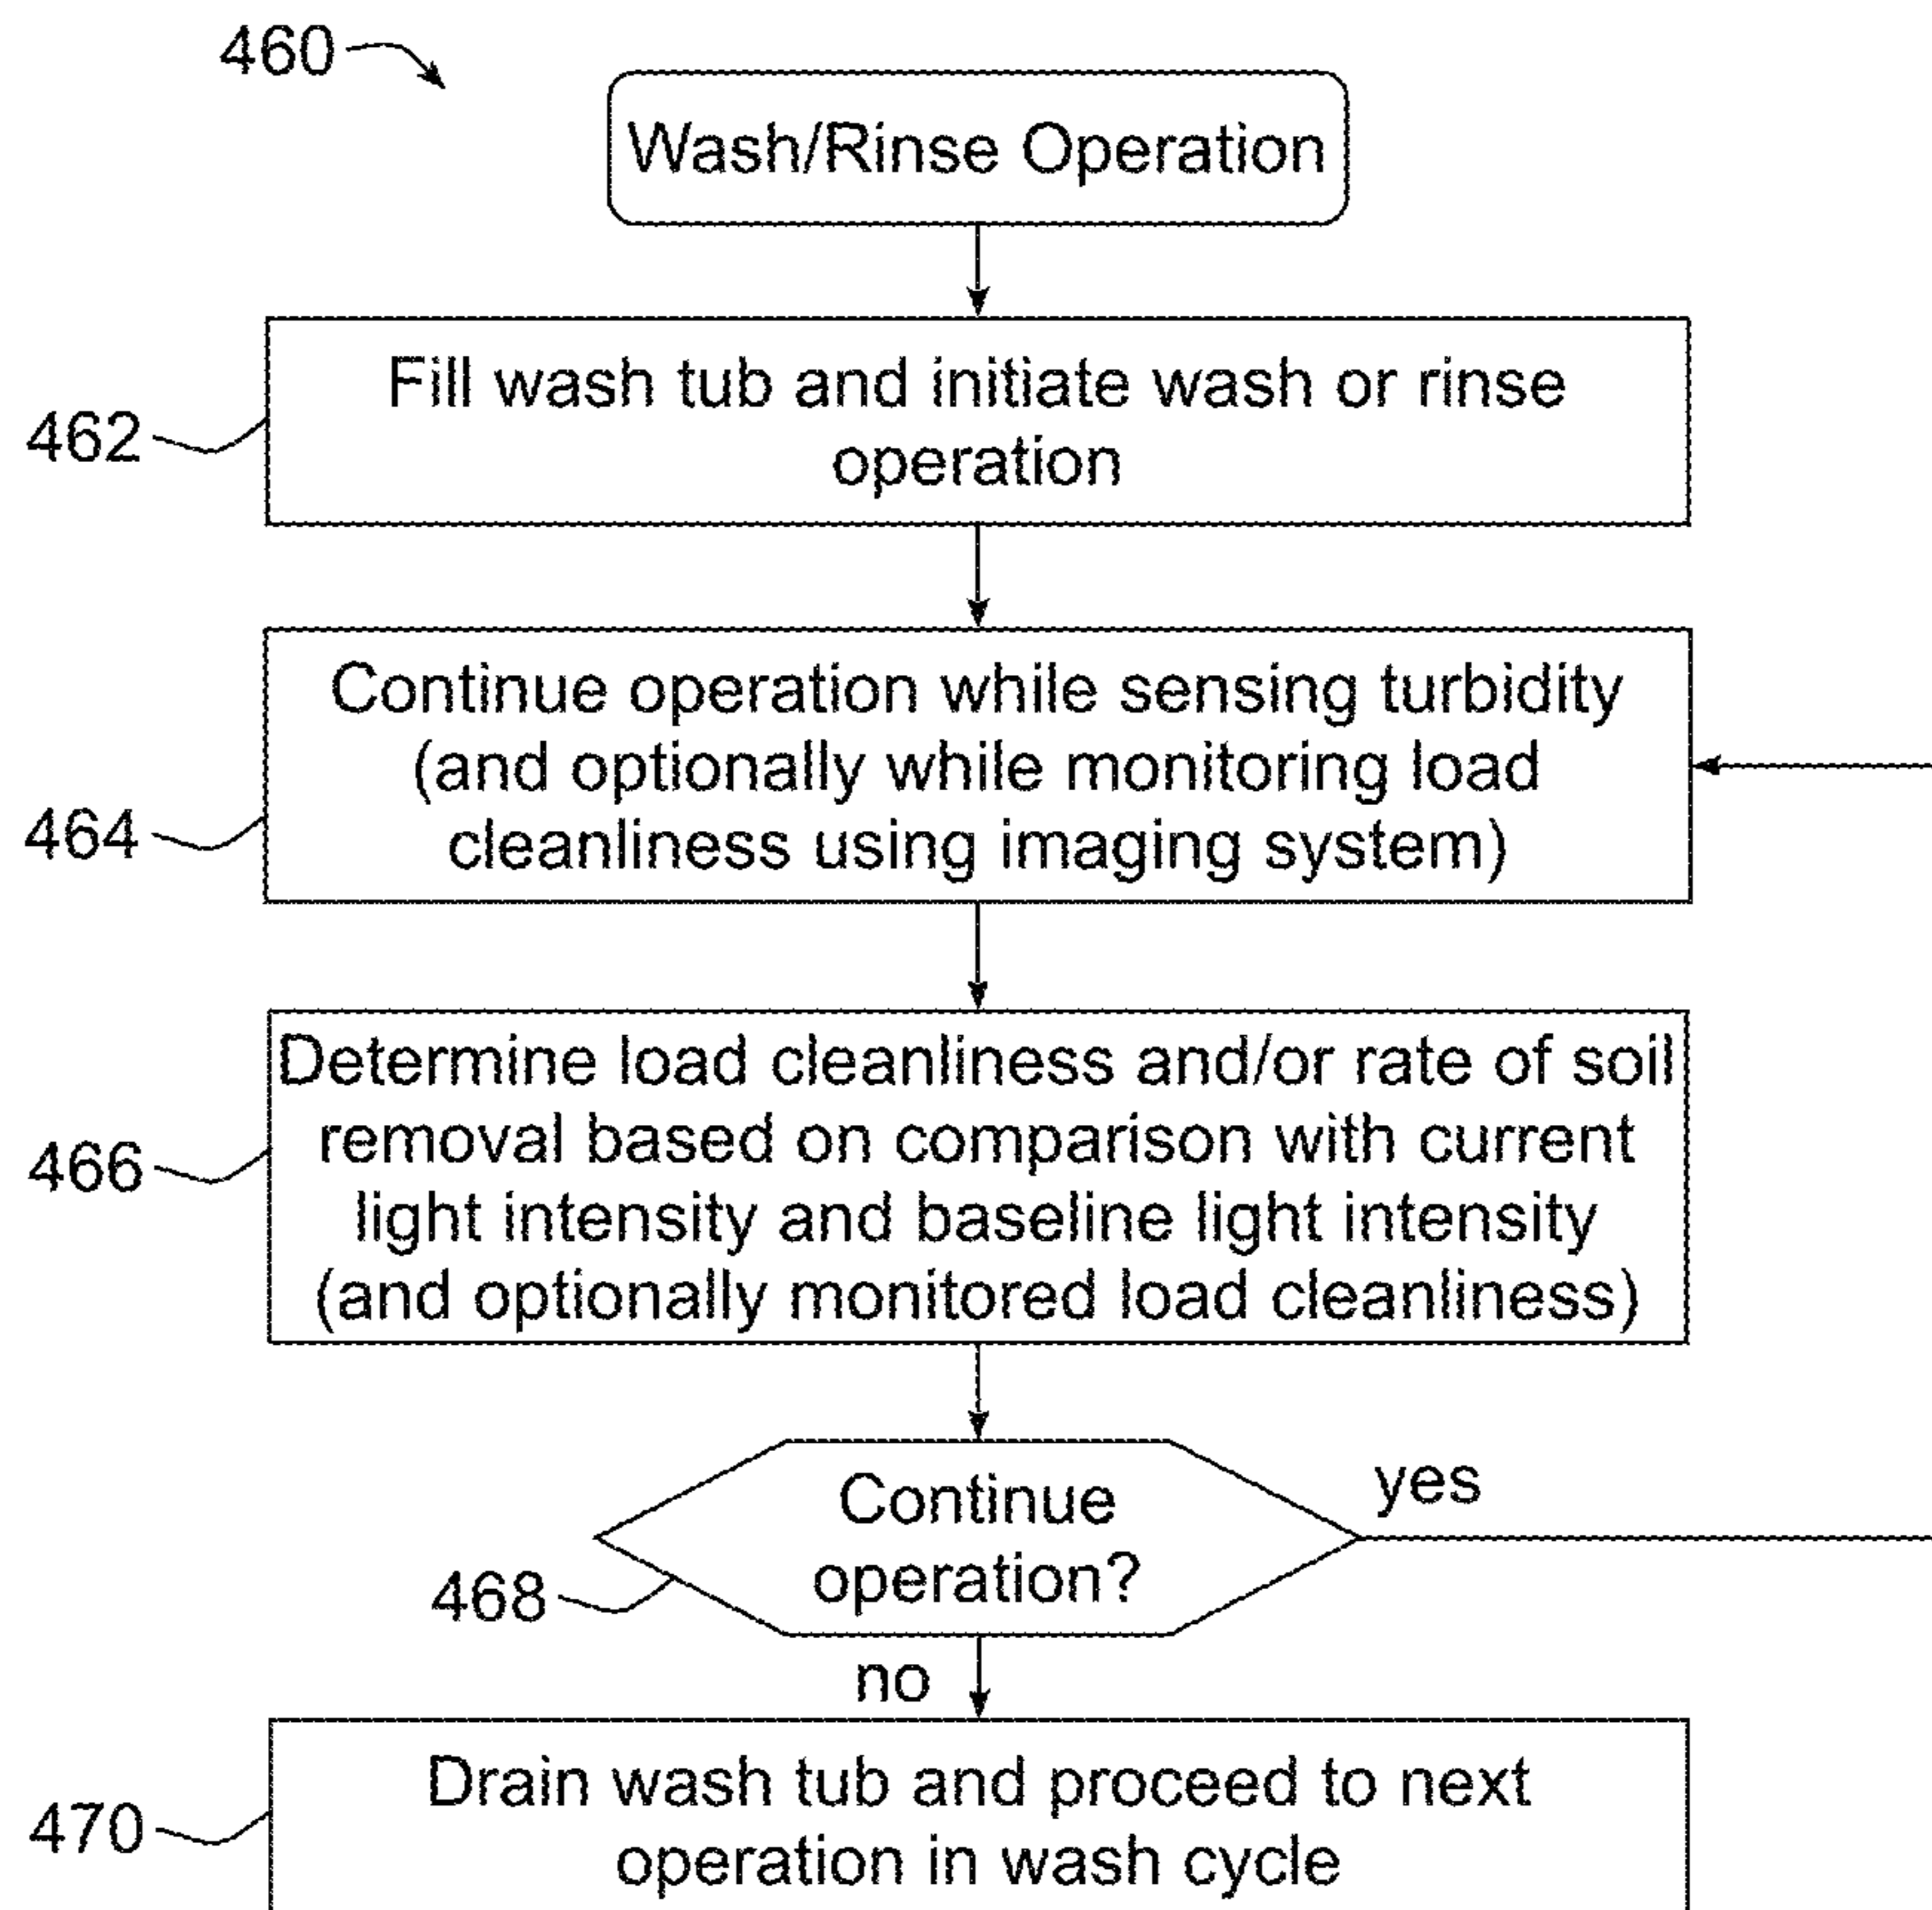 460
Wash/Rinse Operation
462
Fill wash tub and initiate wash or rinse
operation
464
Continue operation while sensing turbidity
(and optionally while monitoring load
cleanliness using imaging system)
466
Determine load cleanliness and/or rate of soil
removal based on comparison with current
light intensity and baseline light intensity
(and optionally monitored load cleanliness)
468
Continue
operation?
yes
no
470
Drain wash tub and proceed to next
operation in wash cycle